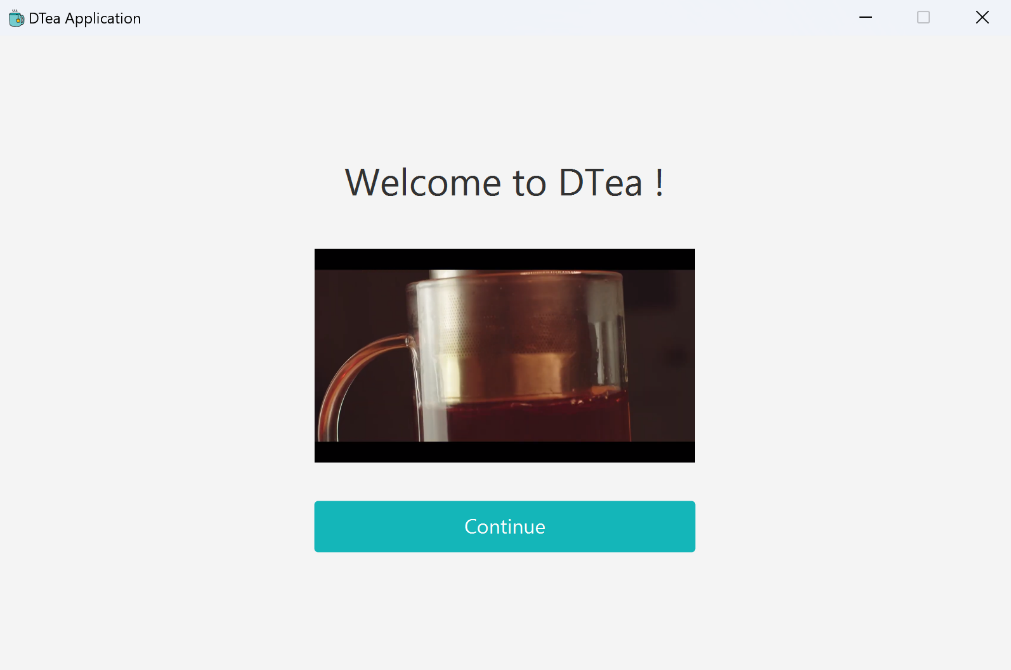 DTea Application
Welcome to DTea !
Continue